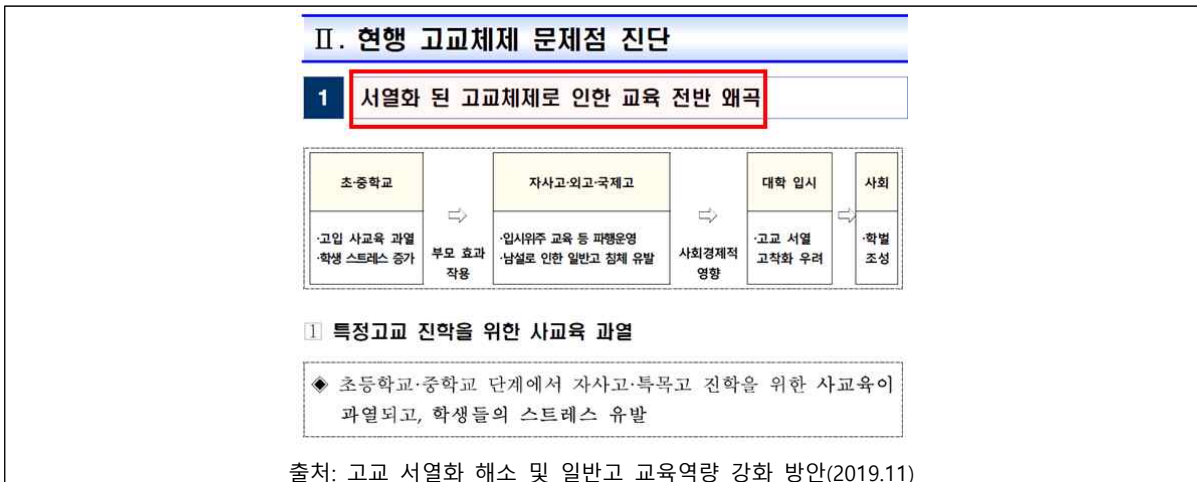 Ⅱ. 현행 고교체제 문제점 진단
1 서열화 된 고교체제로 인한 교육 전반 왜곡
초·중학교
·고입 사교육 과열
·학생 스트레스 증가
⇨
부모 효과
작용
자사고·외고·국제고
·입시위주 교육 등 파행운영
·남설로 인한 일반고 침체 유발
⇨
사회경제적
영향
대학 입시
·고교 서열
고착화 우려
⇨
사회
·학벌
조성
1 특정고교 진학을 위한 사교육 과열
◈ 초등학교·중학교 단계에서 자사고·특목고 진학을 위한 사교육이
과열되고, 학생들의 스트레스 유발
출처: 고교 서열화 해소 및 일반고 교육역량 강화 방안(2019.11)